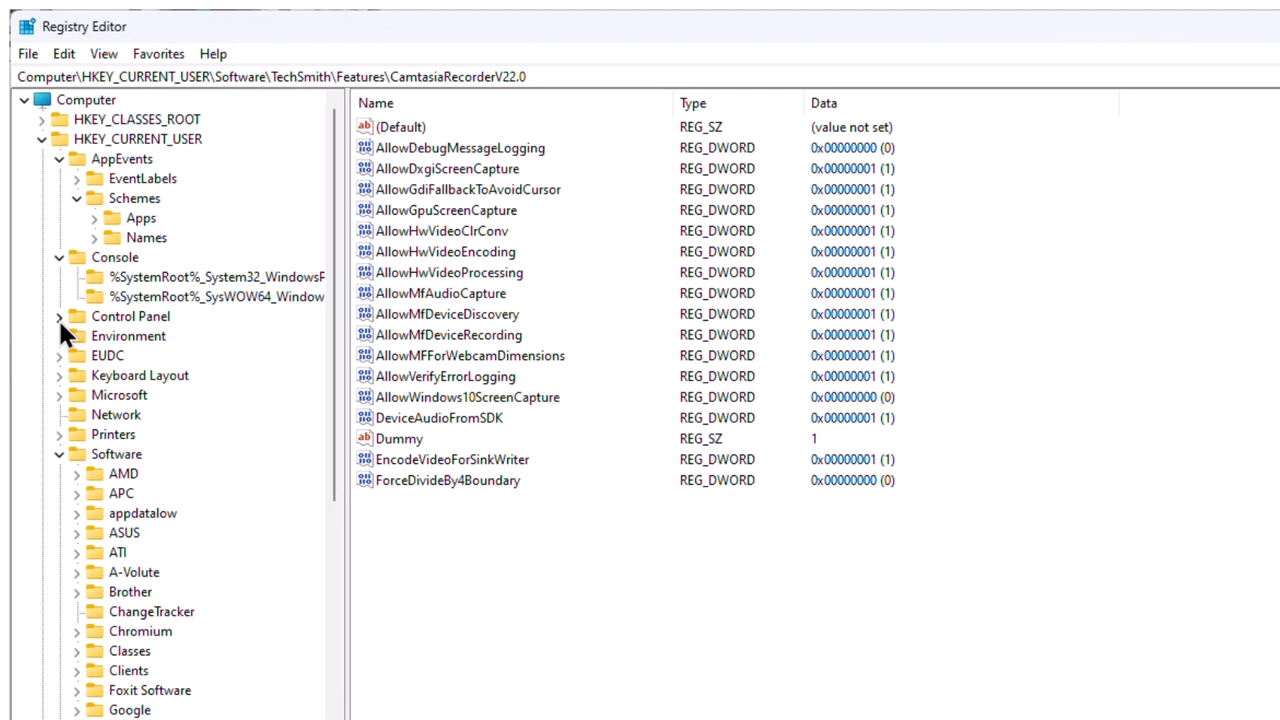 Registry Editor
File Edit View Favorites Help
Computer\HKEY_CURRENT_USER\Software\TechSmith\Features\CamtasiaRecorderV22.0
Computer
HKEY_CLASSES_ROOT
HKEY_CURRENT_USER
AppEvents
EventLabels
Schemes
Apps
Names
Console
%SystemRoot%_System32_WindowsP
%SystemRoot%_SysWOW64_Window
Control Panel
Environment
EUDC
Keyboard Layout
Microsoft
Network
Printers
Software
AMD
APC
appdatalow
ASUS
ATI
A-Volute
Brother
ChangeTracker
Chromium
Classes
Clients
Foxit Software
Google
Name Type Data
(Default) REG_SZ (value not set)
AllowDebugMessageLogging REG_DWORD 0x00000000 (0)
AllowDxgiScreenCapture REG_DWORD 0x00000001 (1)
AllowGdiFallbackToAvoidCursor REG_DWORD 0x00000001 (1)
AllowGpuScreenCapture REG_DWORD 0x00000001 (1)
AllowHwVideoClrConv REG_DWORD 0x00000001 (1)
AllowHwVideoEncoding REG_DWORD 0x00000001 (1)
AllowHwVideoProcessing REG_DWORD 0x00000001 (1)
AllowMfAudioCapture REG_DWORD 0x00000001 (1)
AllowMfDeviceDiscovery REG_DWORD 0x00000001 (1)
AllowMfDeviceRecording REG_DWORD 0x00000001 (1)
AllowMFForWebcamDimensions REG_DWORD 0x00000001 (1)
AllowVerifyErrorLogging REG_DWORD 0x00000001 (1)
AllowWindows10ScreenCapture REG_DWORD 0x00000000 (0)
DeviceAudioFromSDK REG_DWORD 0x00000001 (1)
Dummy REG_SZ 1
EncodeVideoForSinkWriter REG_DWORD 0x00000001 (1)
ForceDivideBy4Boundary REG_DWORD 0x00000000 (0)